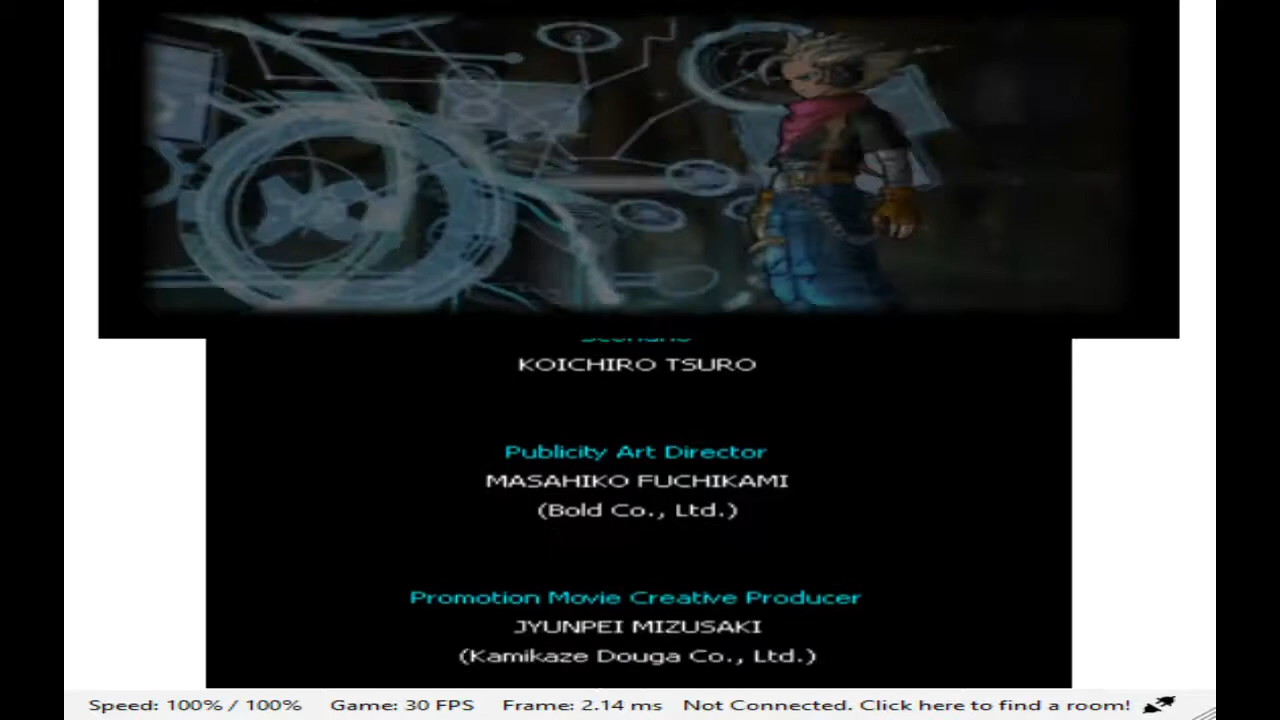 KOICHIRO TSURO
Publicity Art Director
MASAHIKO FUCHIKAMI
(Bold Co., Ltd.)
Promotion Movie Creative Producer
JYUNPEI MIZUSAKI
(Kamikaze Douga Co., Ltd.)
Speed: 100% / 100% Game: 30 FPS Frame: 2.14 ms Not Connected. Click here to find a room!